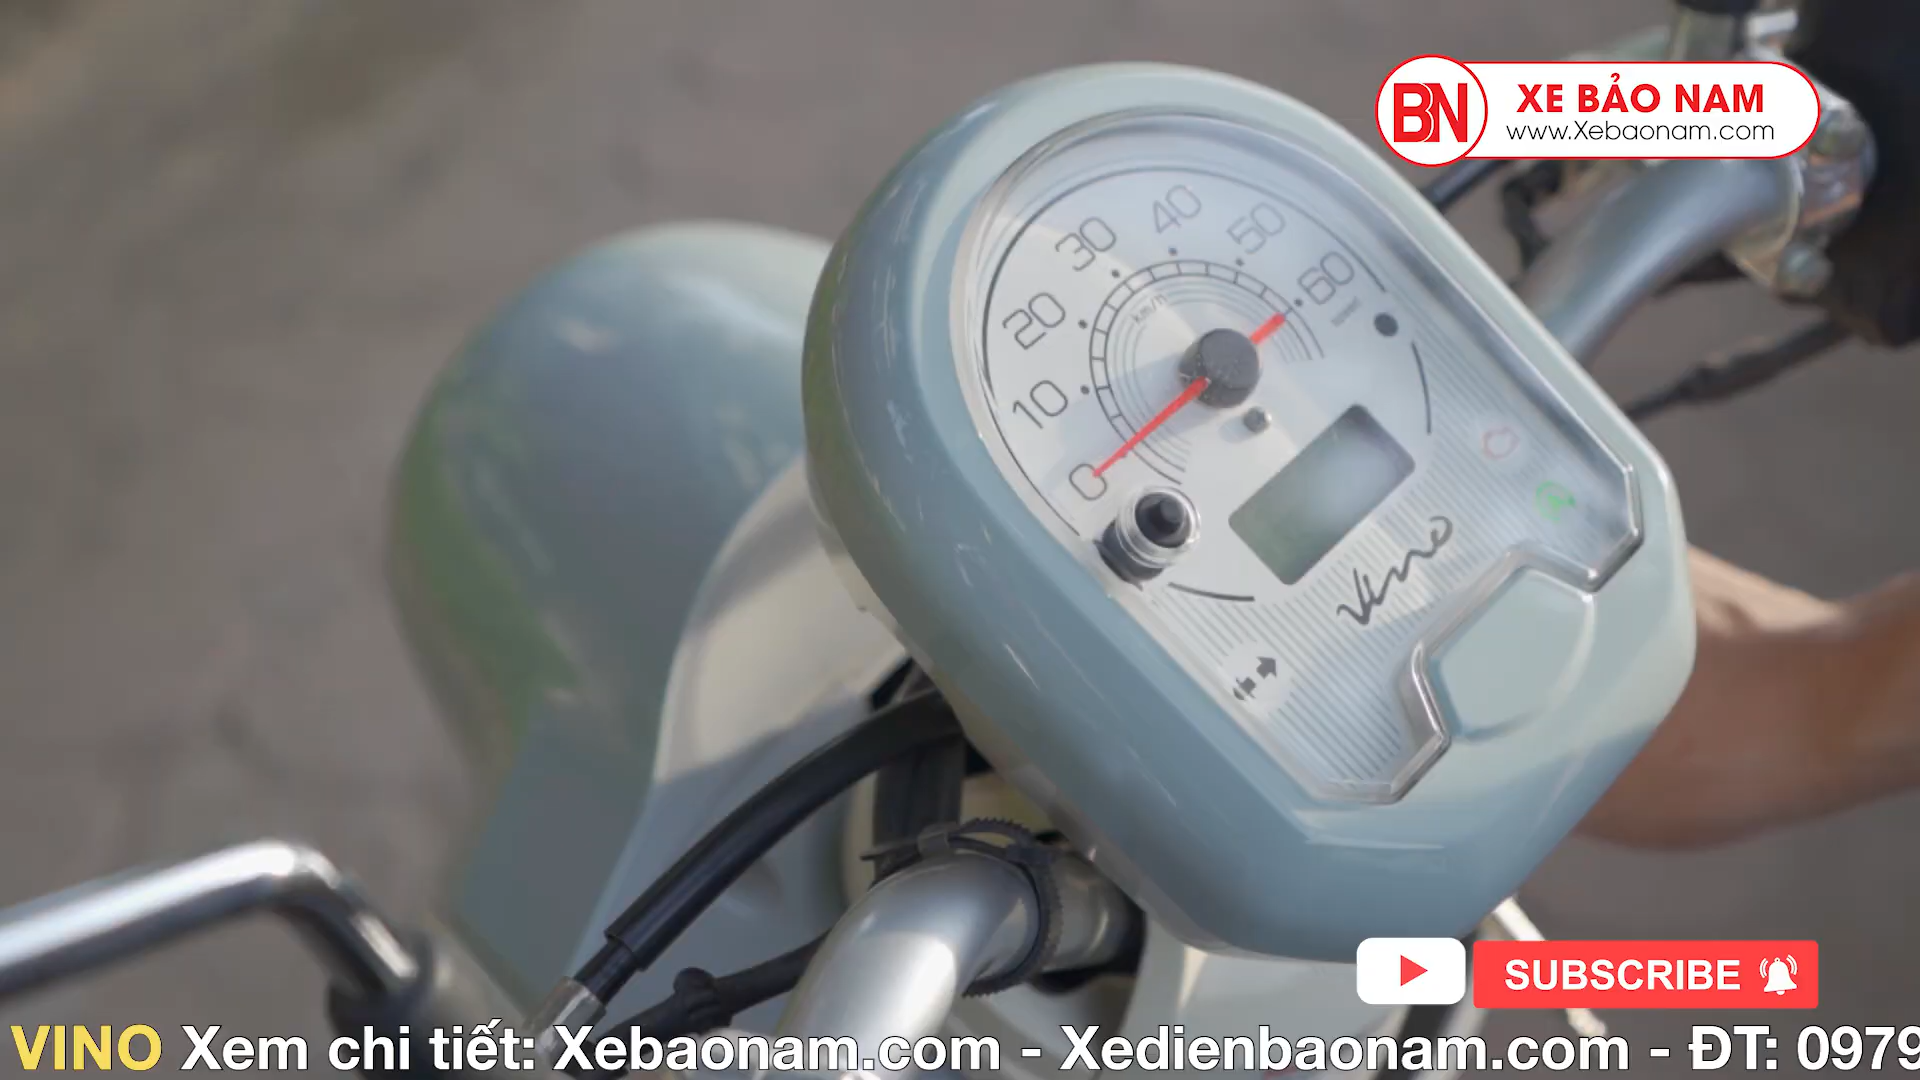 BN
XE BẢO NAM
www.Xebaonam.com
0
10
20
30
40
50
60
km/h
Vino
SUBSCRIBE
VINO Xem chi tiết: Xebaonam.com - Xedienbaonam.com - ĐT: 0979